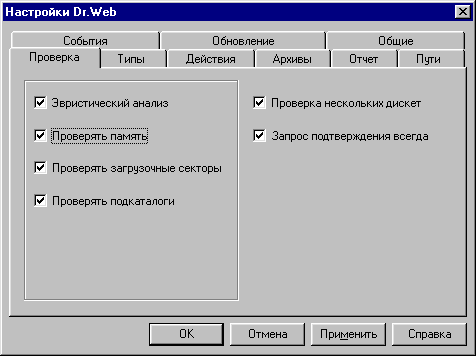 Настройки Dr.Web
События Обновление Общие
Проверка Типы Действия Архивы Отчет Пути
Эвристический анализ Проверка нескольких дискет
Проверять память Запрос подтверждения всегда
Проверять загрузочные секторы
Проверять подкаталоги
OK Отмена Применить Справка